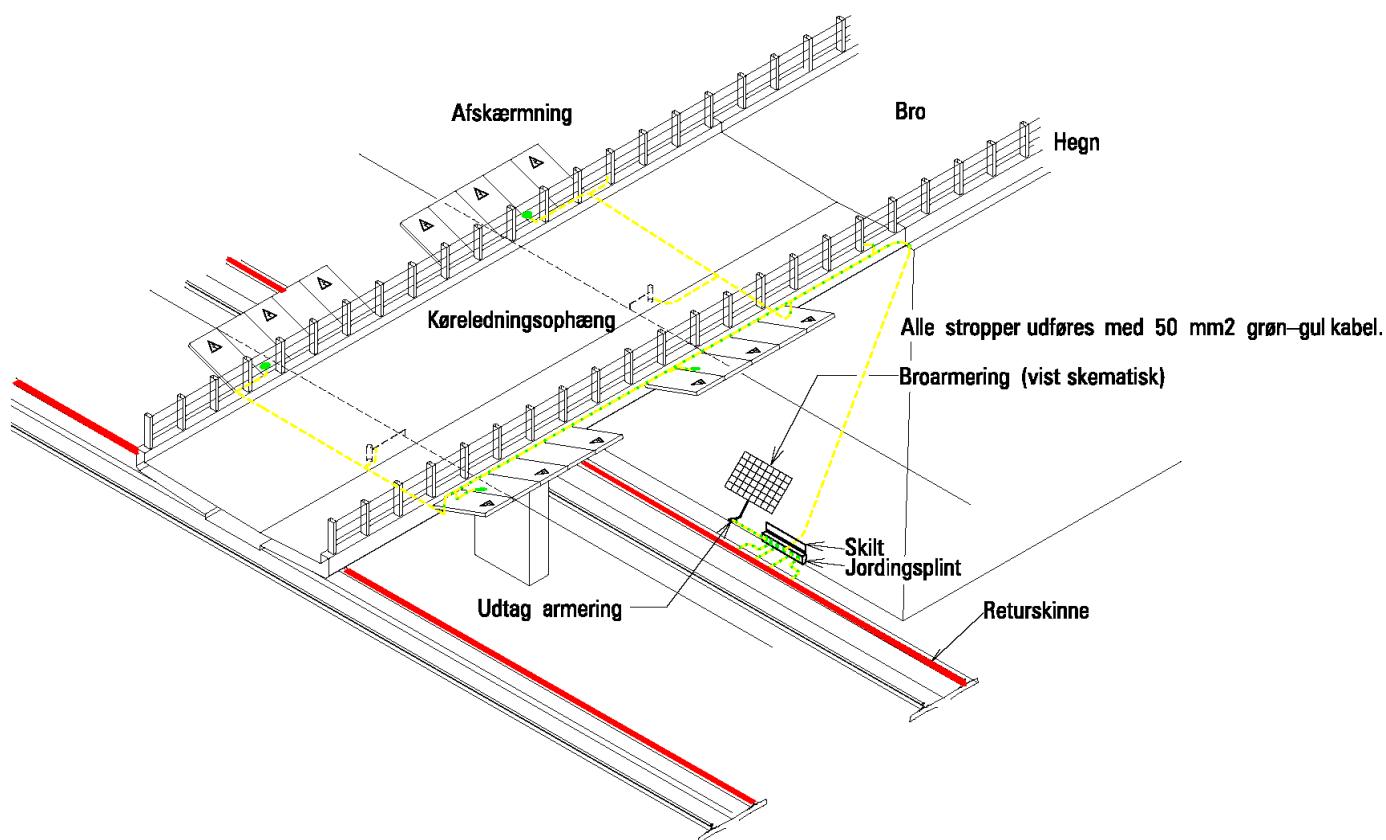 Afskærmning
Bro
Hegn
Køreledningsophæng
Alle stropper udføres med 50 mm2 grøn–gul kabel.
Broarmering (vist skematisk)
Skilt
Jordingsplint
Udtag armering
Returskinne